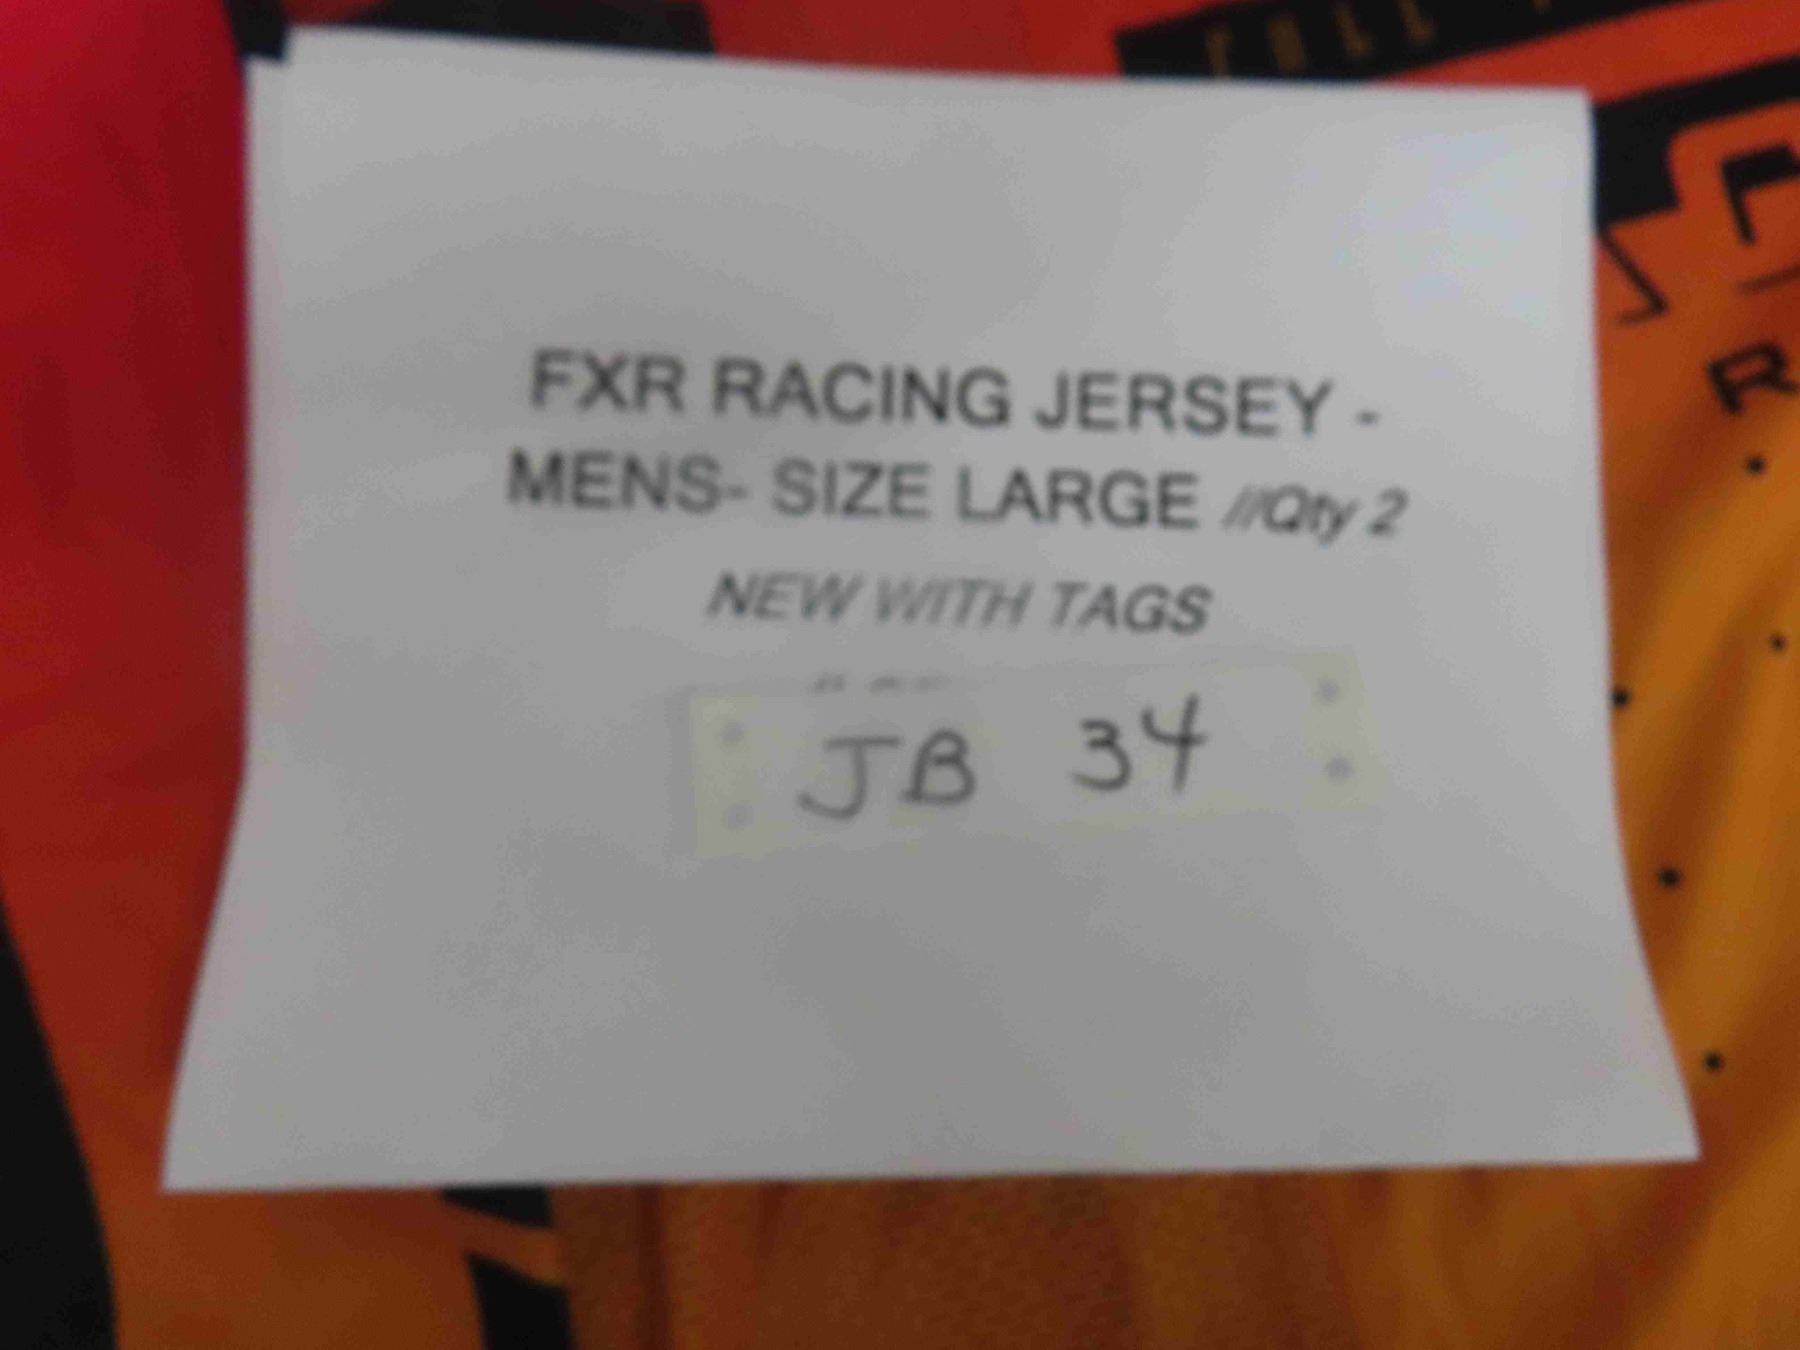 FXR RACING JERSEY -
MENS- SIZE LARGE //Qty 2
NEW WITH TAGS
JB 34
R